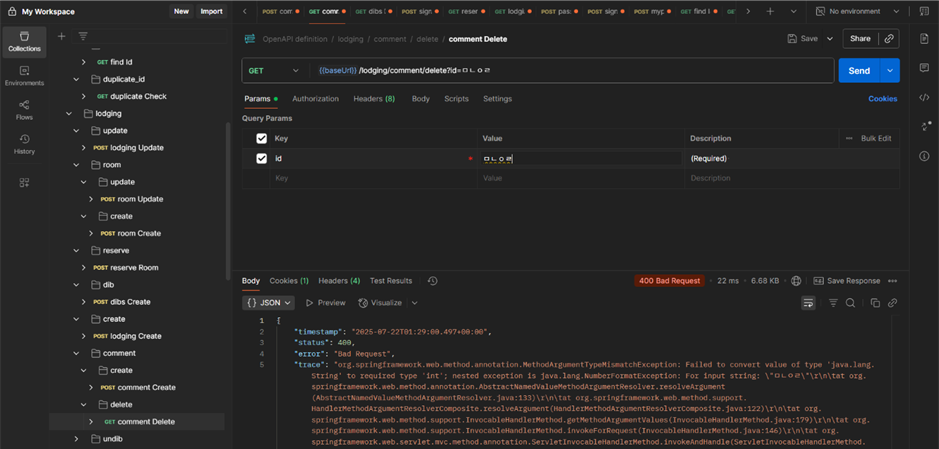 My Workspace
New
Import
Collections
Environments
Flows
History
GET find Id
duplicate_id
GET duplicate Check
lodging
update
POST lodging Update
room
update
POST room Update
create
POST room Create
reserve
POST reserve Room
dib
POST dibs Create
create
POST lodging Create
comment
create
POST comment Create
delete
GET comment Delete
undib
POST com
GET com
GET dibs
POST sign
GET reser
GET lodgi
POST pas
POST sign
POST myp
GET find I
GET
No environment
OpenAPI definition / lodging / comment / delete / comment Delete
Save
Share
GET
{{baseUrl}} /lodging/comment/delete?id=ㅁㄴㅇㄹ
Send
Params
Authorization
Headers (8)
Body
Scripts
Settings
Cookies
Query Params
Key
Value
Description
Bulk Edit
id
*
ㅁㄴㅇㄹ
(Required)
Key
Value
Description
Body
Cookies (1)
Headers (4)
Test Results
400 Bad Request
22 ms
6.68 KB
Save Response
{} JSON
Preview
Visualize
1 {
2 "timestamp": "2025-07-22T01:29:00.497+00:00",
3 "status": 400,
4 "error": "Bad Request",
5 "trace": "org.springframework.web.method.annotation.MethodArgumentTypeMismatchException: Failed to convert value of type 'java.lang.
String' to required type 'int'; nested exception is java.lang.NumberFormatException: For input string: \"ㅁㄴㅇㄹ\"\r\n\tat org.
springframework.web.method.annotation.AbstractNamedValueMethodArgumentResolver.resolveArgument
(AbstractNamedValueMethodArgumentResolver.java:133)\r\n\tat org.springframework.web.method.support.
HandlerMethodArgumentResolverComposite.resolveArgument(HandlerMethodArgumentResolverComposite.java:122)\r\n\tat org.
springframework.web.method.support.InvocableHandlerMethod.getMethodArgumentValues(InvocableHandlerMethod.java:179)\r\n\tat org.
springframework.web.method.support.InvocableHandlerMethod.invokeForRequest(InvocableHandlerMethod.java:146)\r\n\tat org.
springframework.web.servlet.mvc.method.annotation.ServletInvocableHandlerMethod.invokeAndHandle(ServletInvocableHandlerMethod.